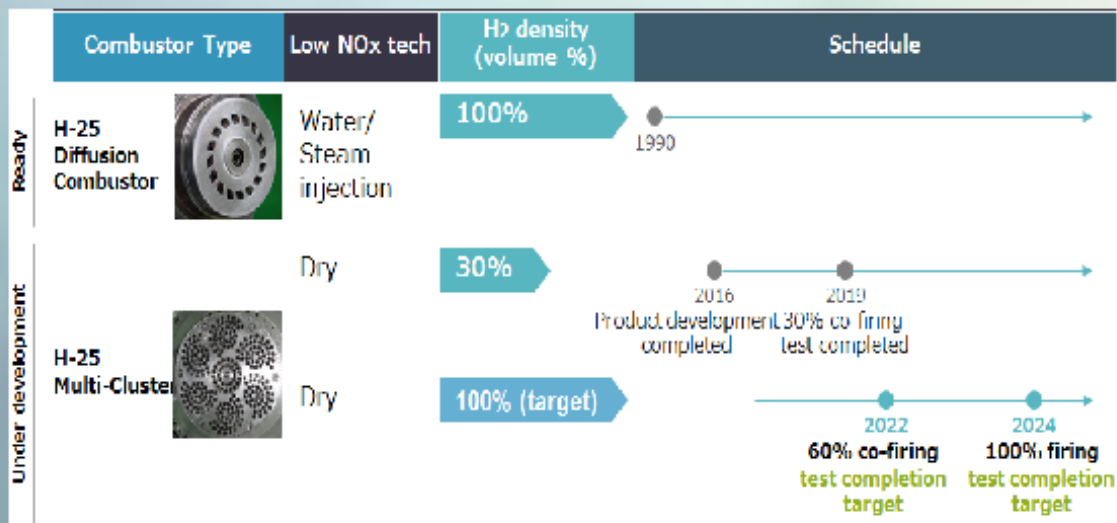 Combustor Type
Low NOx tech
H2 density
(volume %)
Schedule
Ready
H-25
Diffusion
Combustor
Water/
Steam
injection
100%
1990
Under development
H-25
Multi-Cluster
Dry
30%
2016
Product development
completed
2019
30% co-firing
test completed
Dry
100% (target)
2022
60% co-firing
test completion
target
2024
100% firing
test completion
target